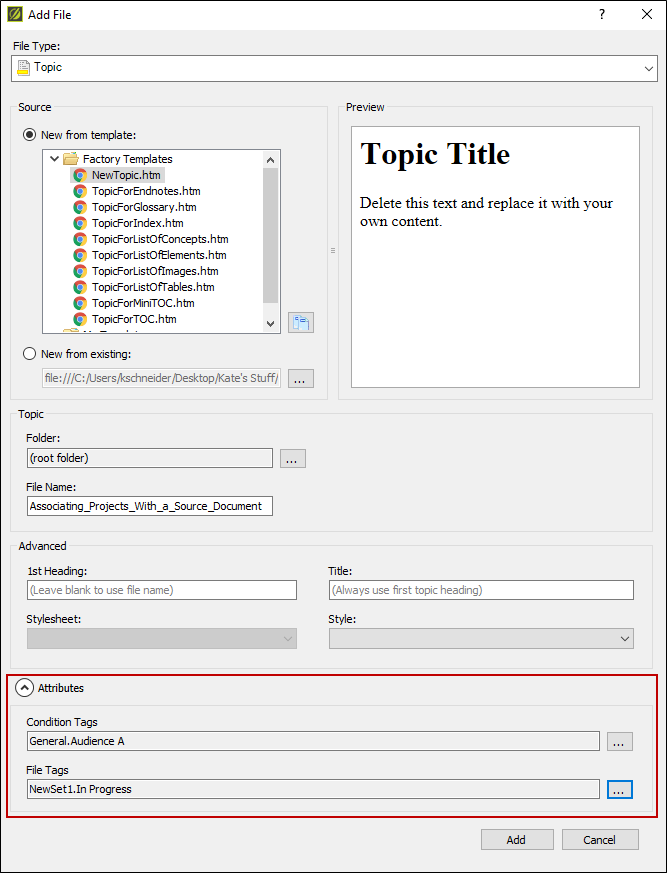 Add File
?
File Type:
Topic
Source
New from template:
Factory Templates
NewTopic.htm
TopicForEndnotes.htm
TopicForGlossary.htm
TopicForIndex.htm
TopicForListOfConcepts.htm
TopicForListOfElements.htm
TopicForListOfImages.htm
TopicForListOfTables.htm
TopicForMiniTOC.htm
TopicForTOC.htm
New from existing:
file:///C:/Users/kschneider/Desktop/Kate's Stuff/
...
Preview
Topic Title
Delete this text and replace it with your
own content.
Topic
Folder:
(root folder)
...
File Name:
Associating_Projects_With_a_Source_Document
Advanced
1st Heading:
Title:
(Leave blank to use file name)
(Always use first topic heading)
Stylesheet:
Style:
Attributes
Condition Tags
General.Audience A
...
File Tags
NewSet1.In Progress
...
Add
Cancel